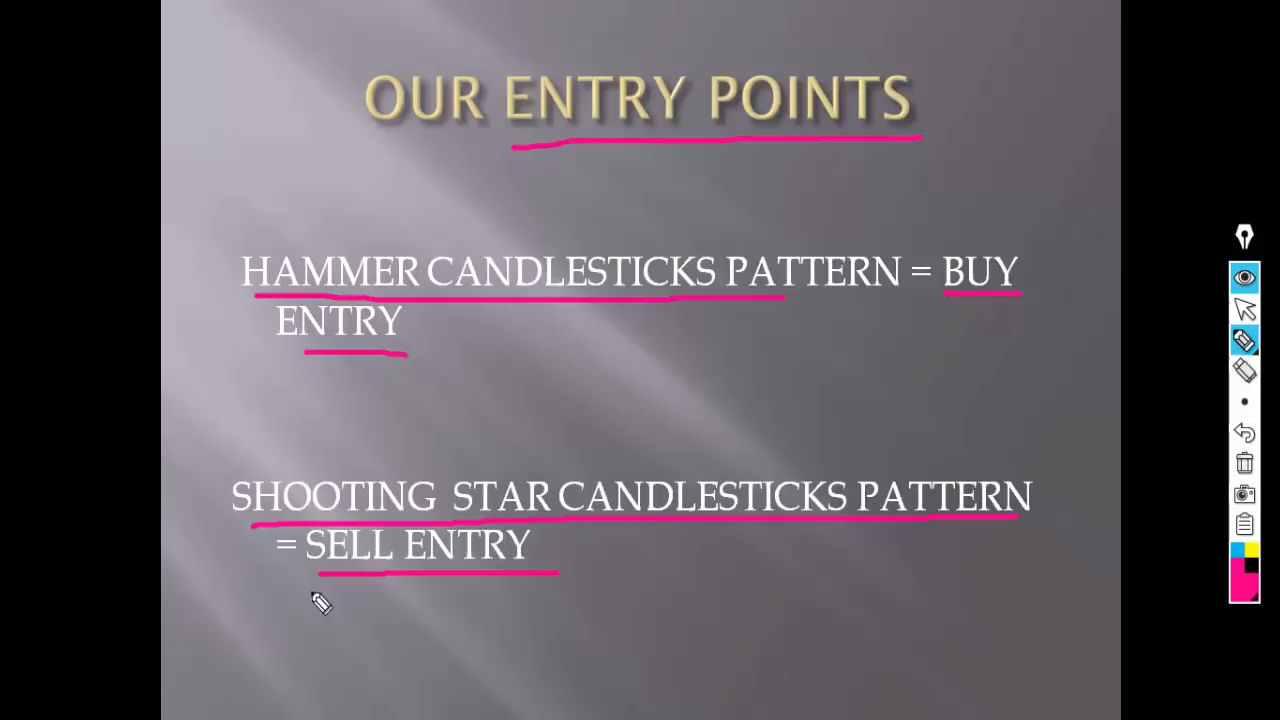 OUR ENTRY POINTS
HAMMER CANDLESTICKS PATTERN = BUY
ENTRY
SHOOTING STAR CANDLESTICKS PATTERN
= SELL ENTRY